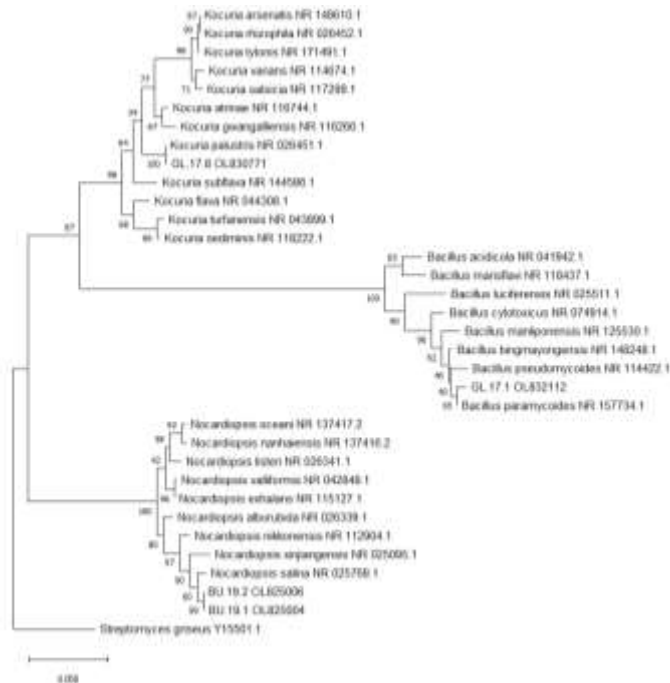 Kocuria arsenatis NR 148610.1
Kocuria rhizophila NR 026452.1
Kocuria tytonis NR 171491.1
Kocuria varians NR 114674.1
Kocuria salsicia NR 117299.1
Kocuria atrinae NR 116744.1
Kocuria gwangalliensis NR 116266.1
Kocuria palustris NR 026451.1
GL.17.8 OL830771
Kocuria subflava NR 144586.1
Kocuria flava NR 044308.1
Kocuria turfanensis NR 043899.1
Kocuria sediminis NR 118222.1
Bacillus acidicola NR 041942.1
Bacillus marisflavi NR 118437.1
Bacillus luciferensis NR 025511.1
Bacillus cytotoxicus NR 074914.1
Bacillus manliponensis NR 125530.1
Bacillus bingmayongensis NR 148248.1
Bacillus pseudomycoides NR 114422.1
GL 17.1 OL832112
Bacillus paramycoides NR 157734.1
Nocardiopsis oceani NR 137417.2
Nocardiopsis nanhaiensis NR 137416.2
Nocardiopsis listeri NR 026341.1
Nocardiopsis valliformis NR 042848.1
Nocardiopsis exhalans NR 115127.1
Nocardiopsis alborubida NR 026339.1
Nocardiopsis nikkonensis NR 112904.1
Nocardiopsis xinjiangensis NR 025095.1
Nocardiopsis salina NR 025768.1
BU 19.2 OL825006
BU 19.1 OL825004
Streptomyces griseus Y15501.1
0.050